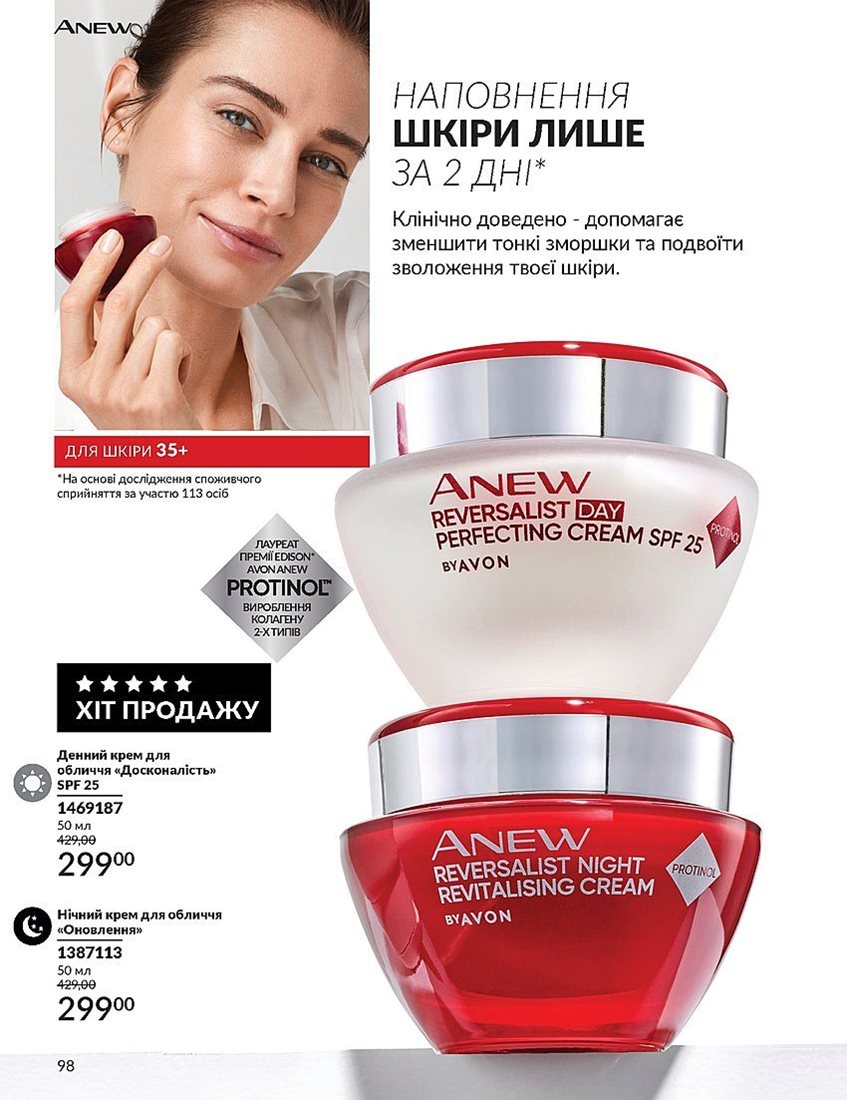 ANEW
НАПОВНЕННЯ
ШКІРИ ЛИШЕ
ЗА 2 ДНІ*
Клінічно доведено - допомагає
зменшити тонкі зморшки та подвоїти
зволоження твоєї шкіри.
ДЛЯ ШКІРИ 35+
*На основі дослідження споживчого
сприйняття за участю 113 осіб
ЛАУРЕАТ
ПРЕМІЇ EDISON*
AVON ANEW
PROTINOL™
ВИРОБЛЕННЯ
КОЛАГЕНУ
2-Х ТИПІВ
ANEW
REVERSALIST DAY
PERFECTING CREAM SPF 25
PROTINOL
BY AVON
ХІТ ПРОДАЖУ
Денний крем для
обличчя «Досконалість»
SPF 25
1469187
50 мл
429,00
29900
ANEW
REVERSALIST NIGHT
REVITALISING CREAM
PROTINOL
BY AVON
Нічний крем для обличчя
«Оновлення»
1387113
50 мл
429,00
29900
98